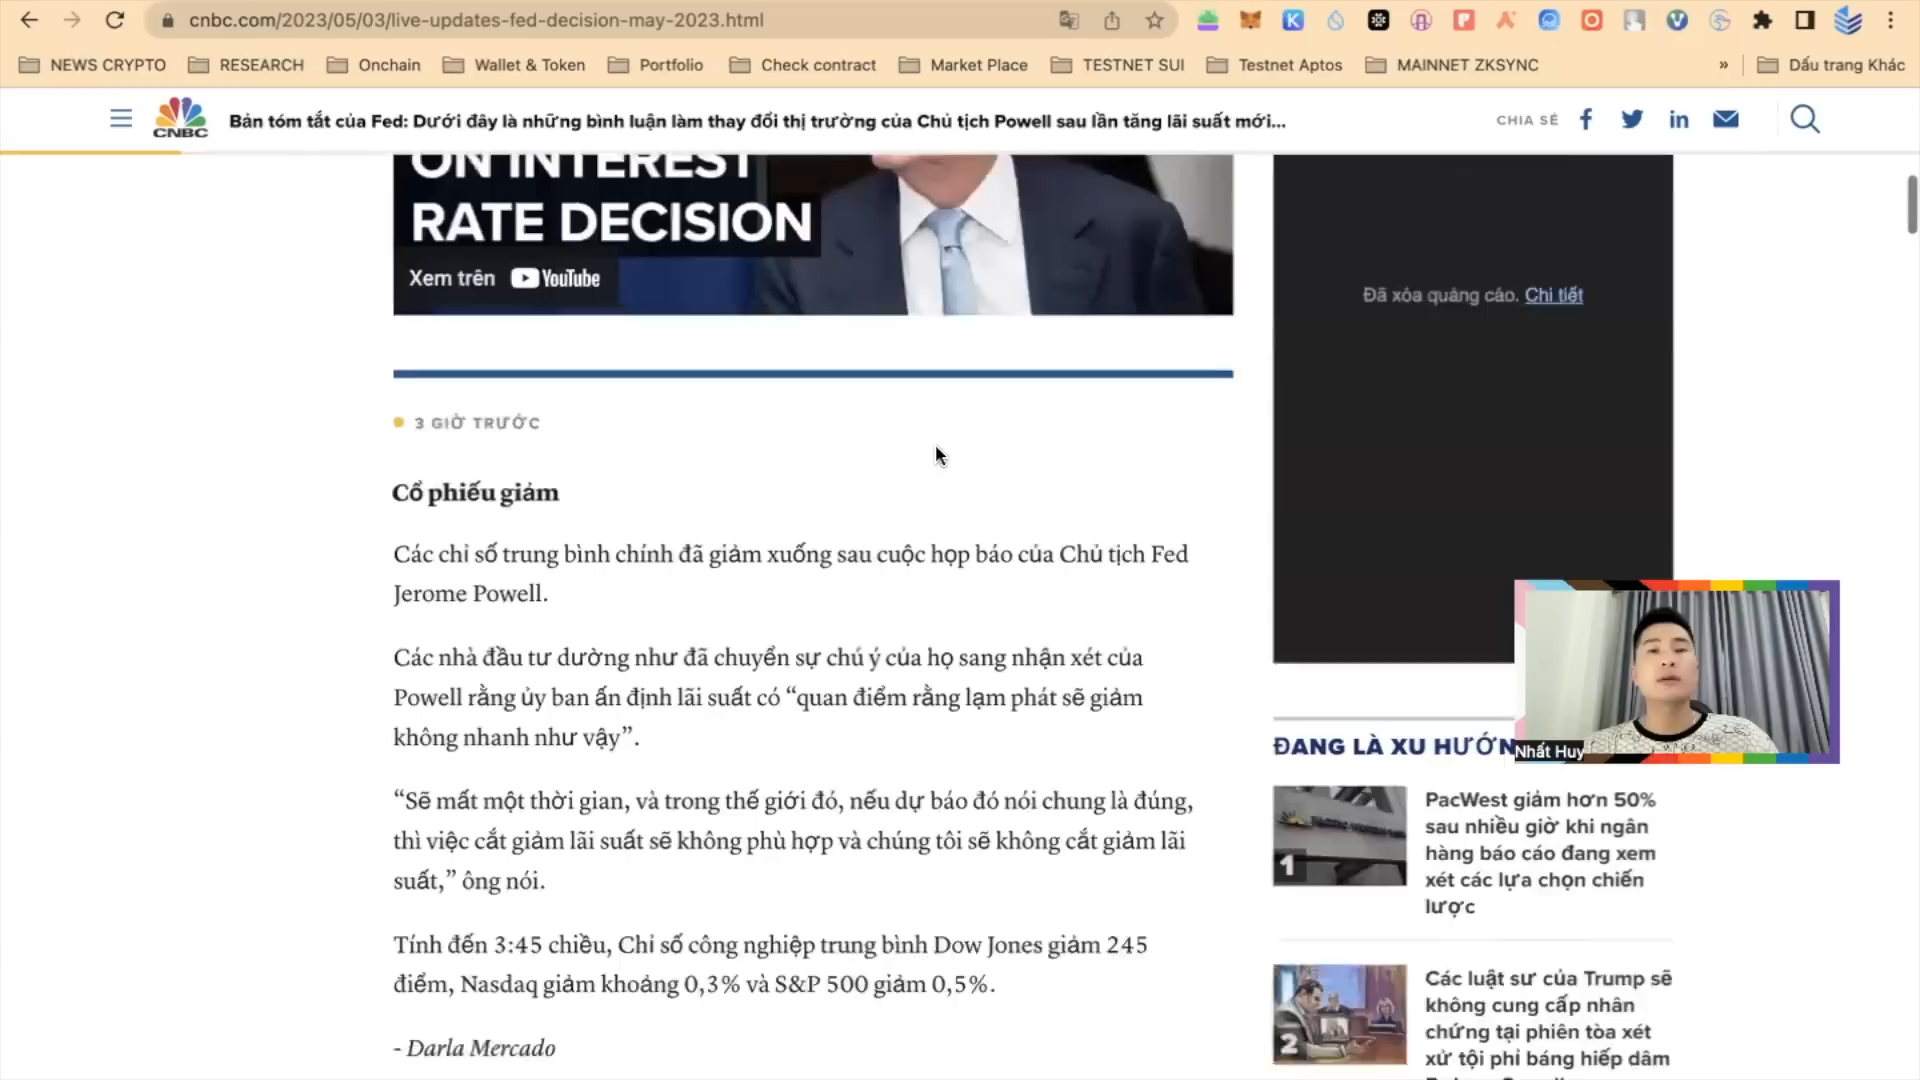 cnbc.com/2023/05/03/live-updates-fed-decision-may-2023.html
NEWS CRYPTO RESEARCH Onchain Wallet & Token Portfolio Check contract Market Place TESTNET SUI Testnet Aptos MAINNET ZKSYNC » Dấu trang Khác
CNBC
Bản tóm tắt của Fed: Dưới đây là những bình luận làm thay đổi thị trường của Chủ tịch Powell sau lần tăng lãi suất mới...
CHIA SẺ
ON INTEREST
RATE DECISION
Xem trên YouTube
Đã xóa quảng cáo. Chi tiết
3 GIỜ TRƯỚC
Cổ phiếu giảm
Các chỉ số trung bình chính đã giảm xuống sau cuộc họp báo của Chủ tịch Fed
Jerome Powell.
Các nhà đầu tư dường như đã chuyển sự chú ý của họ sang nhận xét của
Powell rằng ủy ban ấn định lãi suất có “quan điểm rằng lạm phát sẽ giảm
không nhanh như vậy”.
“Sẽ mất một thời gian, và trong thế giới đó, nếu dự báo đó nói chung là đúng,
thì việc cắt giảm lãi suất sẽ không phù hợp và chúng tôi sẽ không cắt giảm lãi
suất,” ông nói.
Tính đến 3:45 chiều, Chỉ số công nghiệp trung bình Dow Jones giảm 245
điểm, Nasdaq giảm khoảng 0,3% và S&P 500 giảm 0,5%.
- Darla Mercado
ĐANG LÀ XU HƯỚN
Nhất Huy
1
PacWest giảm hơn 50%
sau nhiều giờ khi ngân
hàng báo cáo đang xem
xét các lựa chọn chiến
lược
2
Các luật sư của Trump sẽ
không cung cấp nhân
chứng tại phiên tòa xét
xử tội phỉ báng hiếp dâm